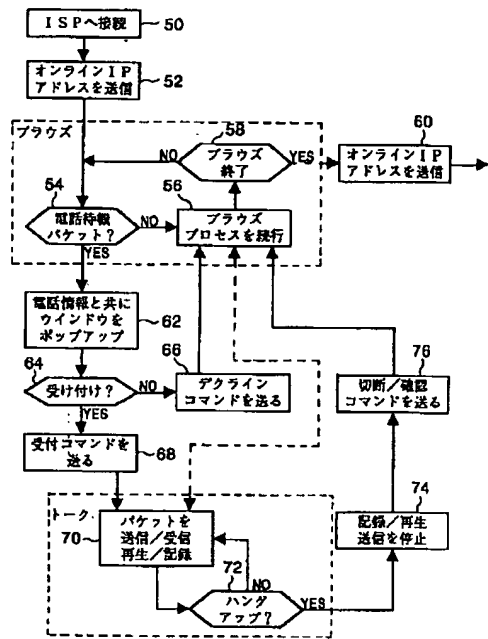 ISPへ接続
50
オンラインIP
アドレスを送信
52
ブラウズ
58
ブラウズ
終了
NO
YES
60
オンラインIP
アドレスを送信
54
電話待機
パケット?
NO
YES
56
ブラウズ
プロセスを続行
電話情報と共に
ウインドウを
ポップアップ
62
64
受け付け?
NO
YES
66
デクライン
コマンドを送る
76
切断/確認
コマンドを送る
受付コマンドを
送る
68
74
記録/再生
送信を停止
トーク
70
パケットを
送信/受信
再生/記録
72
ハング
アップ?
NO
YES